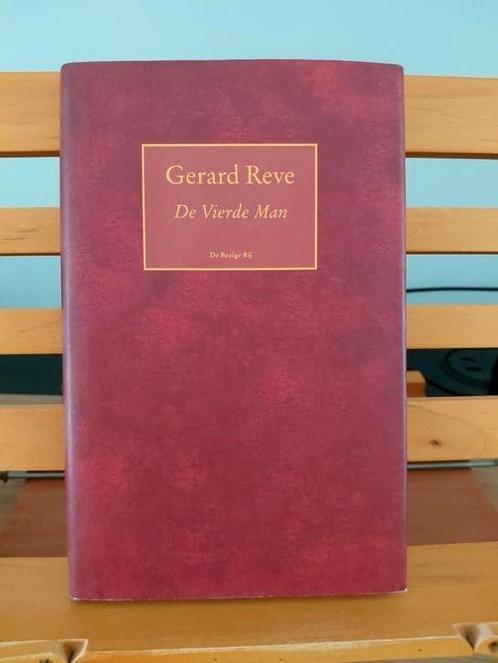 Gerard Reve
De Vierde Man
De Bezige Bij